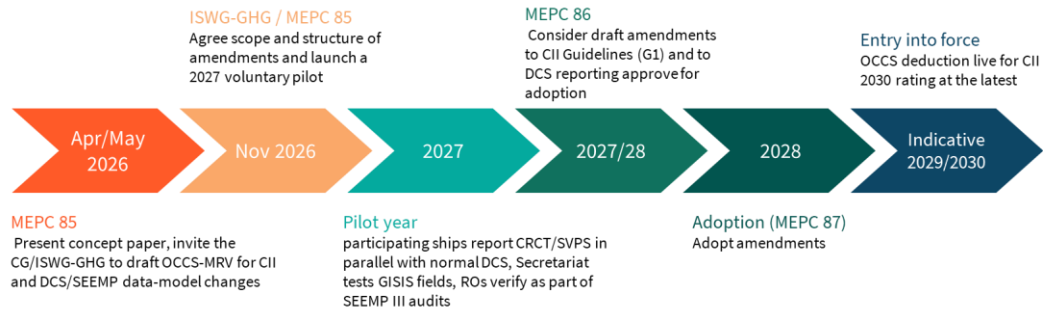 ISWG-GHG / MEPC 85
Agree scope and structure of
amendments and launch a
2027 voluntary pilot
MEPC 86
Consider draft amendments
to CII Guidelines (G1) and to
DCS reporting approve for
adoption
Entry into force
OCCS deduction live for CII
2030 rating at the latest
Apr/May
2026
Nov 2026
2027
2027/28
2028
Indicative
2029/2030
MEPC 85
Present concept paper, invite the
CG/ISWG-GHG to draft OCCS-MRV for CII
and DCS/SEEMP data-model changes
Pilot year
participating ships report CRCT/SVPS in
parallel with normal DCS, Secretariat
tests GISIS fields, ROs verify as part of
SEEMP III audits
Adoption (MEPC 87)
Adopt amendments